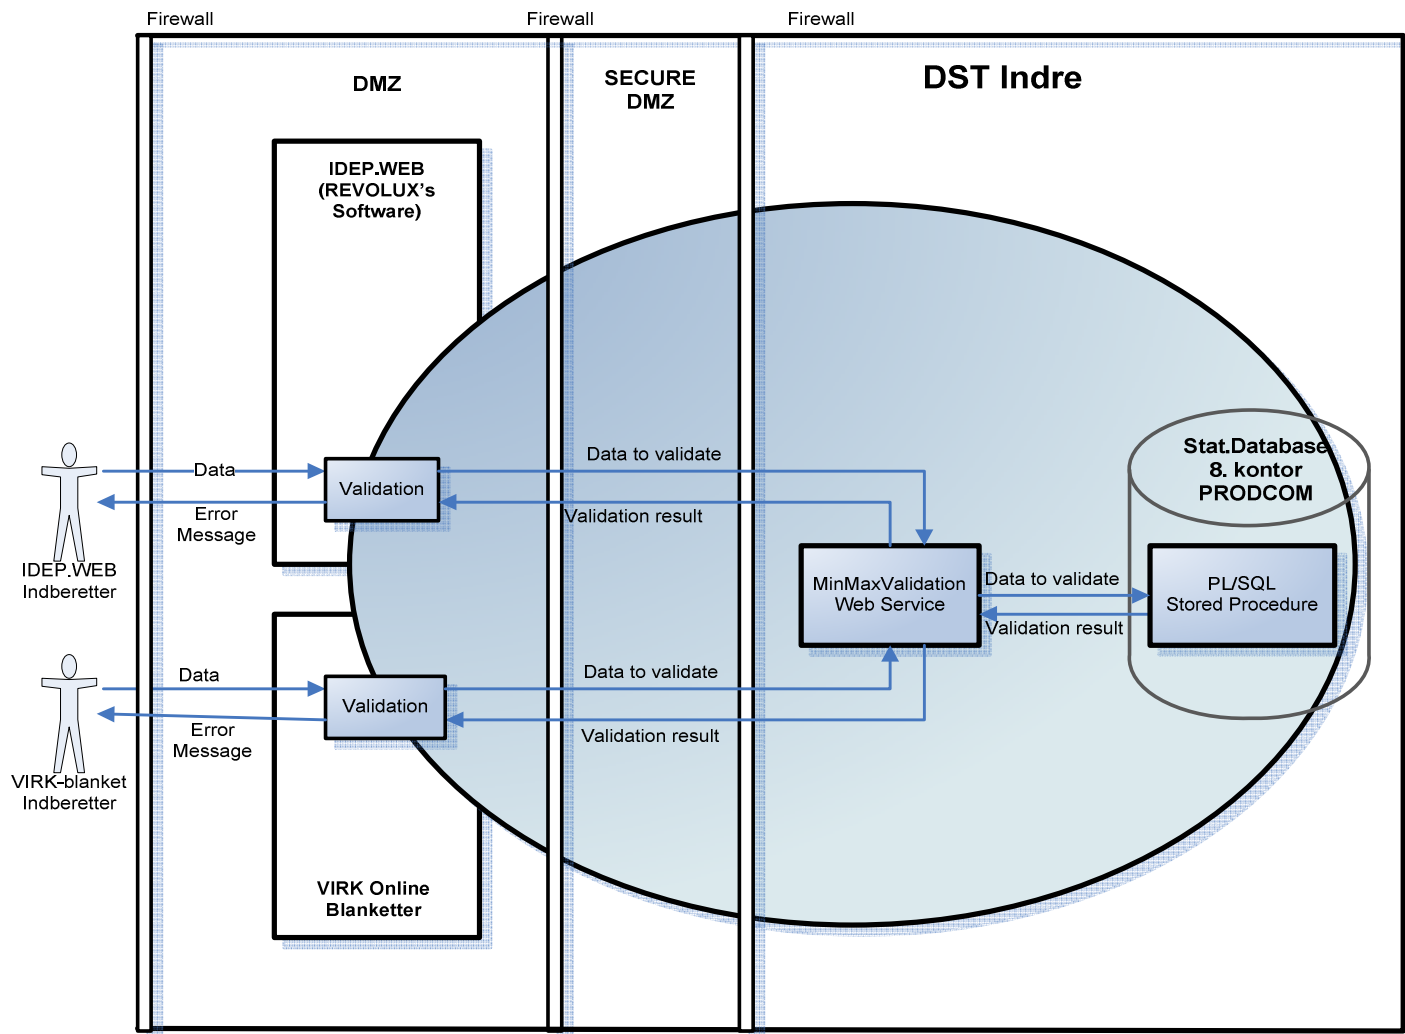 Firewall
Firewall
Firewall
DMZ
SECURE
DMZ
DST Indre
IDEP.WEB
(REVOLUX's
Software)
Stat.Database
8. kontor
PRODCOM
Data
Validation
Data to validate
Error
Message
Validation result
IDEP.WEB
Indberetter
MinMaxValidation
Web Service
Data to validate
Validation result
PL/SQL
Stored Procedure
Data
Validation
Data to validate
Error
Message
Validation result
VIRK-blanket
Indberetter
VIRK Online
Blanketter